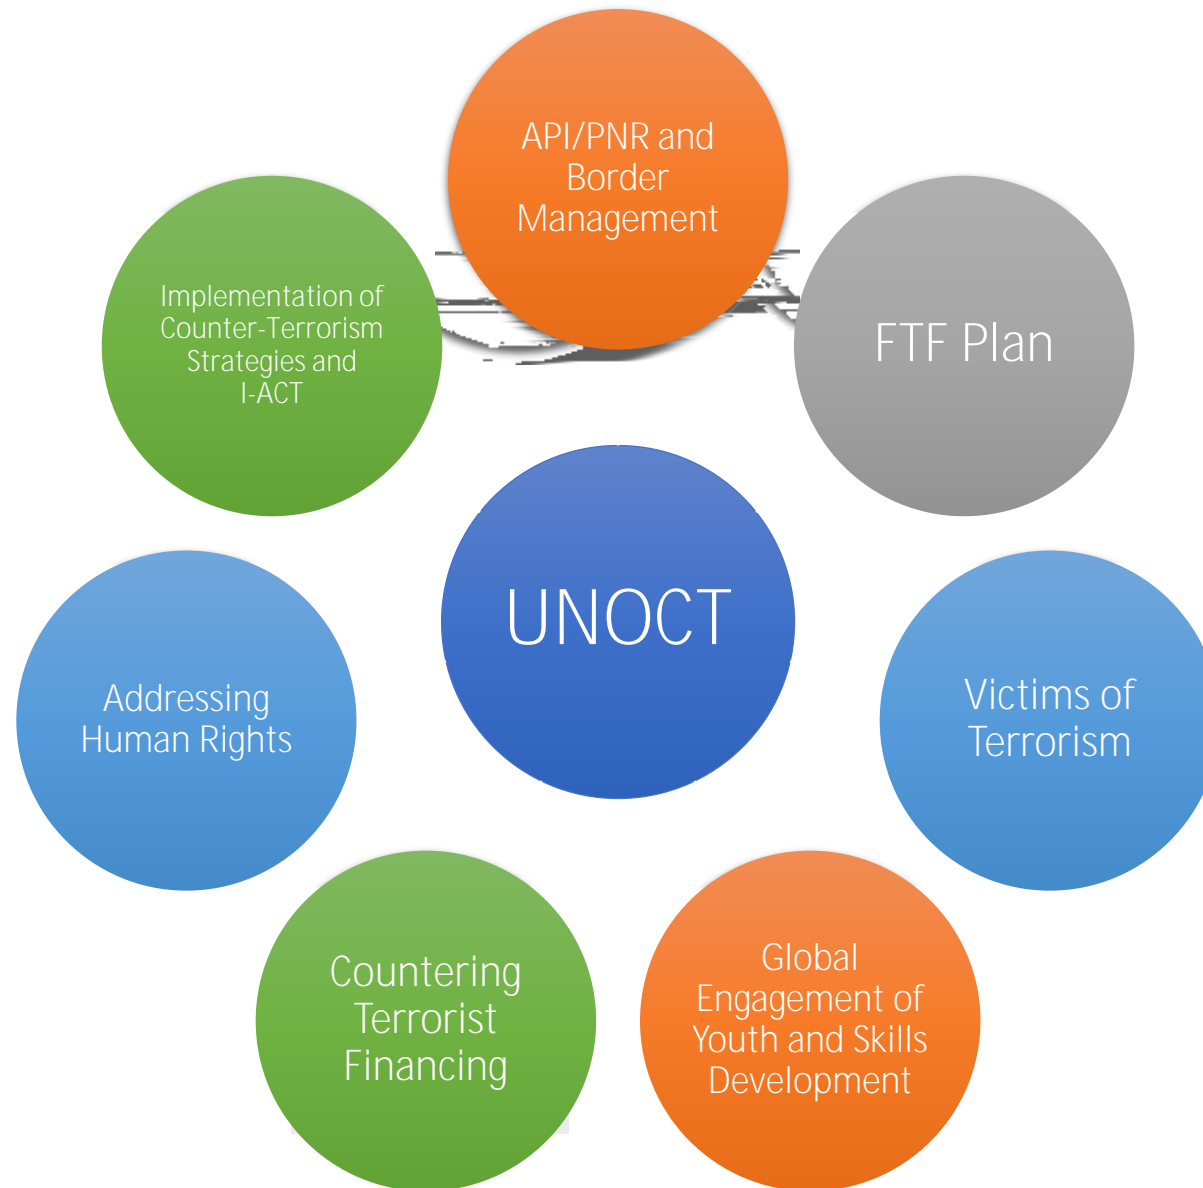 API/PNR and
Border
Management
Implementation of
Counter-Terrorism
Strategies and
I-ACT
FTF Plan
UNOCT
Addressing
Human Rights
Victims of
Terrorism
Countering
Terrorist
Financing
Global
Engagement of
Youth and Skills
Development